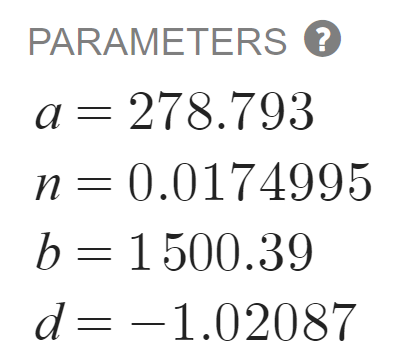 PARAMETERS ?
a = 278.793
n = 0.0174995
b = 1 500.39
d = −1.02087